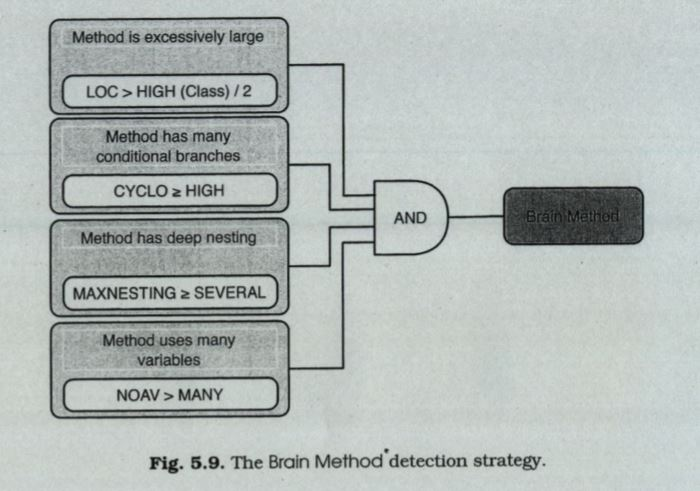 Method is excessively large
LOC > HIGH (Class) / 2
Method has many
conditional branches
CYCLO ≥ HIGH
Method has deep nesting
MAXNESTING ≥ SEVERAL
Method uses many
variables
NOAV > MANY
AND
Brain Method
Fig. 5.9. The Brain Method detection strategy.